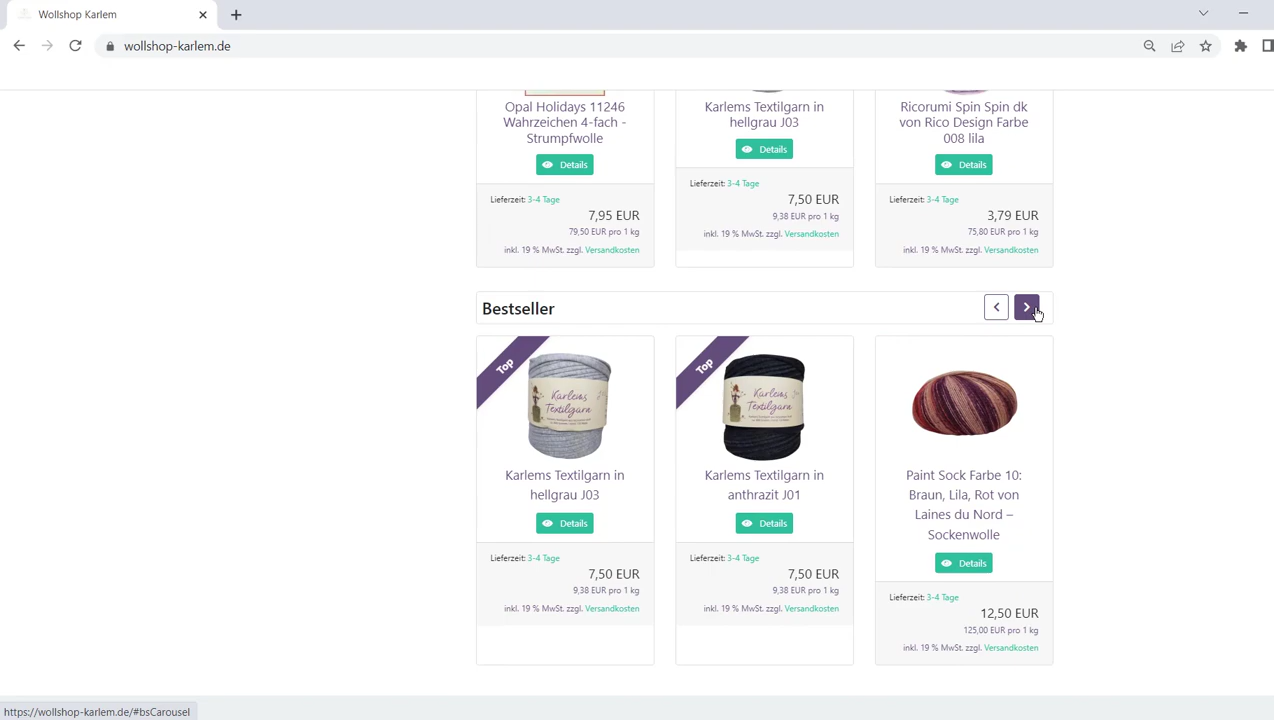 Wollshop Karlem
wollshop-karlem.de
Opal Holidays 11246
Wahrzeichen 4-fach -
Strumpfwolle
Details
Lieferzeit: 3-4 Tage
7,95 EUR
79,50 EUR pro 1 kg
inkl. 19 % MwSt. zzgl. Versandkosten
Karlems Textilgarn in
hellgrau J03
Details
Lieferzeit: 3-4 Tage
7,50 EUR
9,38 EUR pro 1 kg
inkl. 19 % MwSt. zzgl. Versandkosten
Ricorumi Spin Spin dk
von Rico Design Farbe
008 lila
Details
Lieferzeit: 3-4 Tage
3,79 EUR
75,80 EUR pro 1 kg
inkl. 19 % MwSt. zzgl. Versandkosten
Bestseller
Top
Karlems
Textilgarn
Karlems Textilgarn in
hellgrau J03
Details
Lieferzeit: 3-4 Tage
7,50 EUR
9,38 EUR pro 1 kg
inkl. 19 % MwSt. zzgl. Versandkosten
Top
Karlems
Textilgarn
Karlems Textilgarn in
anthrazit J01
Details
Lieferzeit: 3-4 Tage
7,50 EUR
9,38 EUR pro 1 kg
inkl. 19 % MwSt. zzgl. Versandkosten
Paint Sock Farbe 10:
Braun, Lila, Rot von
Laines du Nord –
Sockenwolle
Details
Lieferzeit: 3-4 Tage
12,50 EUR
125,00 EUR pro 1 kg
inkl. 19 % MwSt. zzgl. Versandkosten
https://wollshop-karlem.de/#bsCarousel